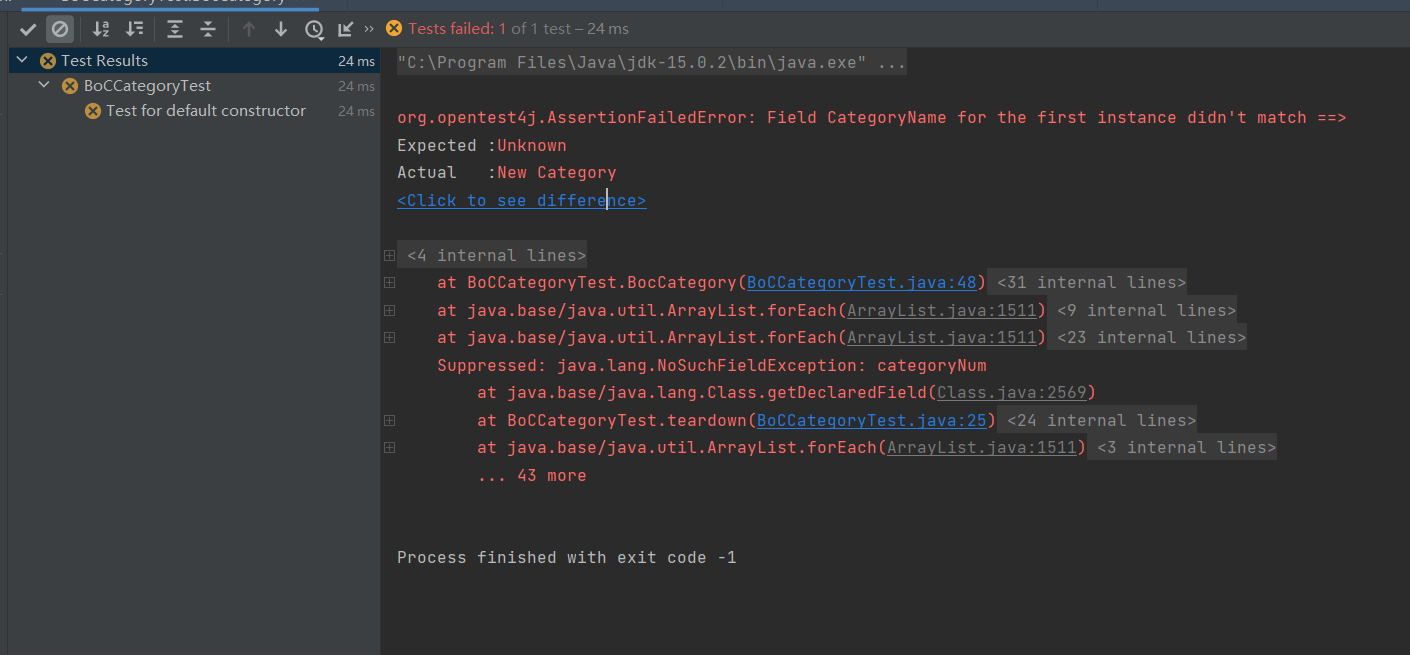 Tests failed: 1 of 1 test – 24 ms
Test Results 24 ms
BoCCategoryTest 24 ms
Test for default constructor 24 ms
"C:\Program Files\Java\jdk-15.0.2\bin\java.exe" ...
org.opentest4j.AssertionFailedError: Field CategoryName for the first instance didn't match ==>
Expected :Unknown
Actual   :New Category
<Click to see difference>
<4 internal lines>
at BoCCategoryTest.BocCategory(BoCCategoryTest.java:48) <31 internal lines>
at java.base/java.util.ArrayList.forEach(ArrayList.java:1511) <9 internal lines>
at java.base/java.util.ArrayList.forEach(ArrayList.java:1511) <23 internal lines>
Suppressed: java.lang.NoSuchFieldException: categoryNum
at java.base/java.lang.Class.getDeclaredField(Class.java:2569)
at BoCCategoryTest.teardown(BoCCategoryTest.java:25) <24 internal lines>
at java.base/java.util.ArrayList.forEach(ArrayList.java:1511) <3 internal lines>
... 43 more
Process finished with exit code -1